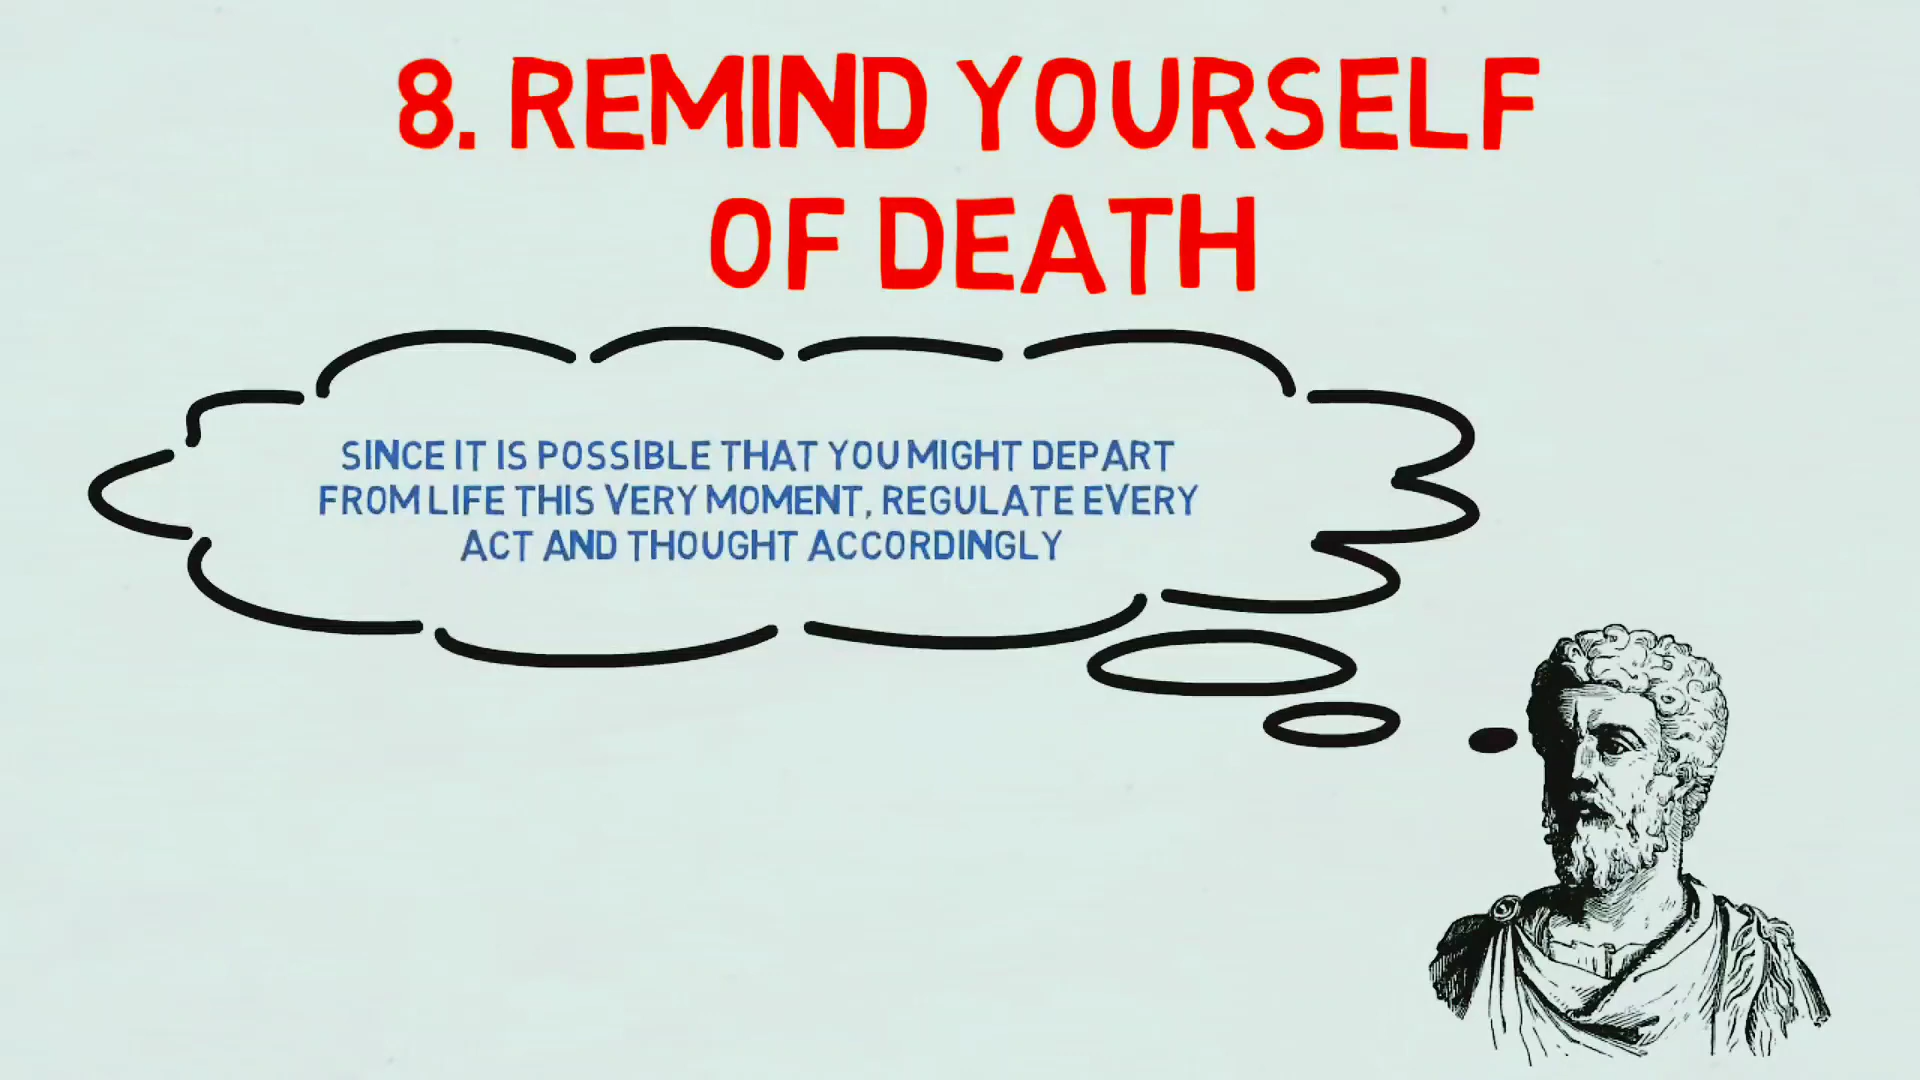 8. REMIND YOURSELF
OF DEATH
SINCE IT IS POSSIBLE THAT YOU MIGHT DEPART
FROM LIFE THIS VERY MOMENT, REGULATE EVERY
ACT AND THOUGHT ACCORDINGLY